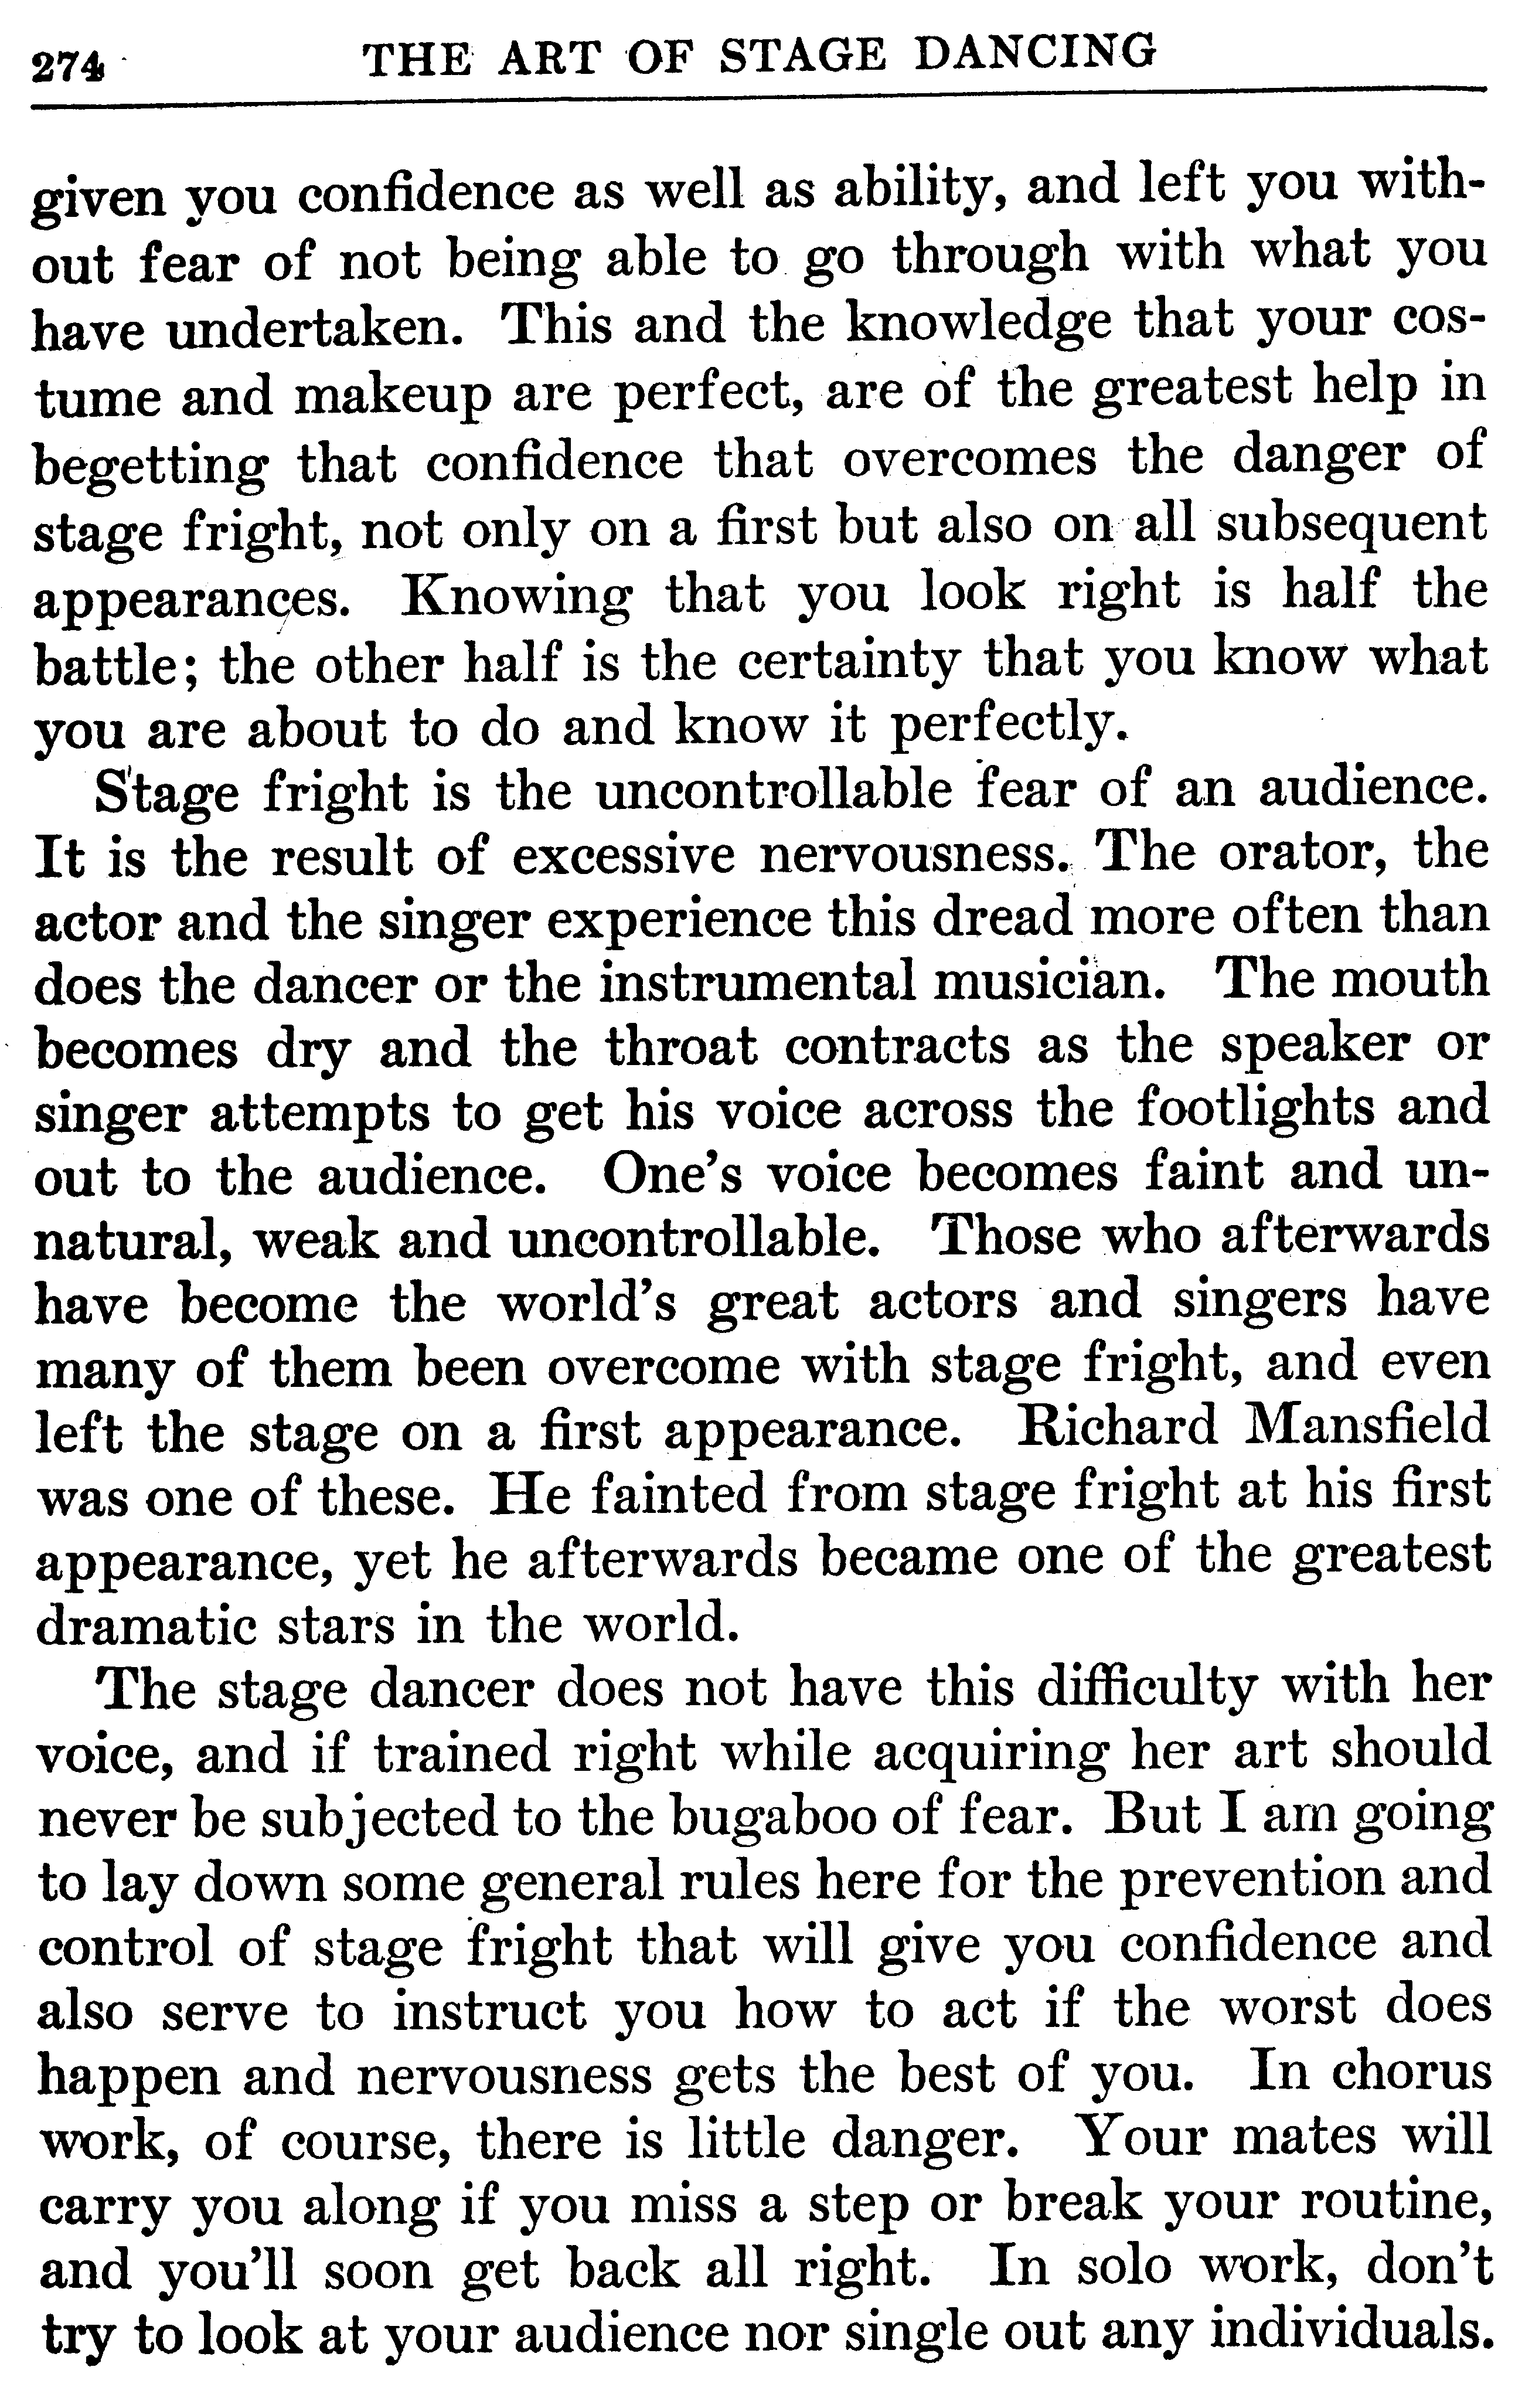 274 THE ART OF STAGE DANCING
given you confidence as well as ability, and left you with-
out fear of not being able to go through with what you
have undertaken. This and the knowledge that your cos-
tume and makeup are perfect, are of the greatest help in
begetting that confidence that overcomes the danger of
stage fright, not only on a first but also on all subsequent
appearances. Knowing that you look right is half the
battle; the other half is the certainty that you know what
you are about to do and know it perfectly.
Stage fright is the uncontrollable fear of an audience.
It is the result of excessive nervousness. The orator, the
actor and the singer experience this dread more often than
does the dancer or the instrumental musician. The mouth
becomes dry and the throat contracts as the speaker or
singer attempts to get his voice across the footlights and
out to the audience. One's voice becomes faint and un-
natural, weak and uncontrollable. Those who afterwards
have become the world's great actors and singers have
many of them been overcome with stage fright, and even
left the stage on a first appearance. Richard Mansfield
was one of these. He fainted from stage fright at his first
appearance, yet he afterwards became one of the greatest
dramatic stars in the world.
The stage dancer does not have this difficulty with her
voice, and if trained right while acquiring her art should
never be subjected to the bugaboo of fear. But I am going
to lay down some general rules here for the prevention and
control of stage fright that will give you confidence and
also serve to instruct you how to act if the worst does
happen and nervousness gets the best of you. In chorus
work, of course, there is little danger. Your mates will
carry you along if you miss a step or break your routine,
and you'll soon get back all right. In solo work, don't
try to look at your audience nor single out any individuals.